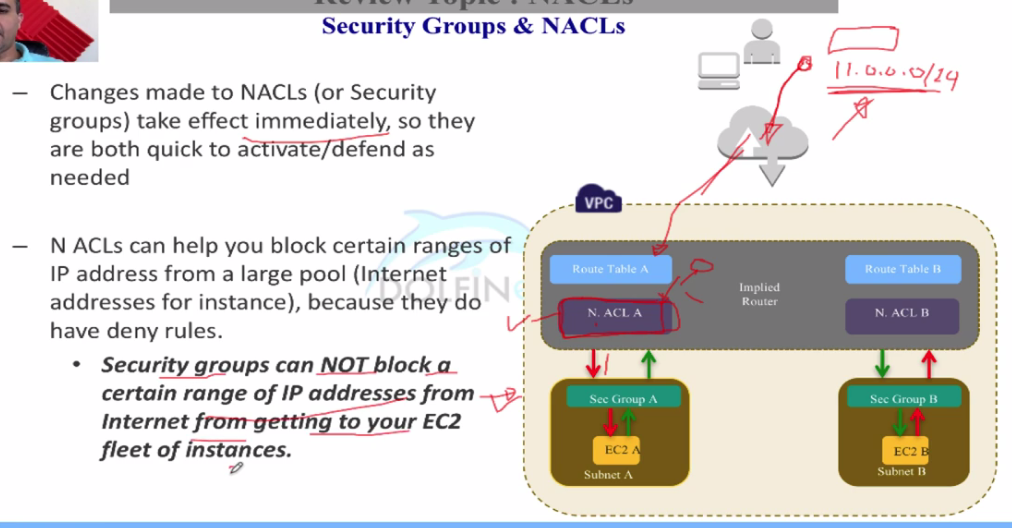 Review Topic : NACLs
Security Groups & NACLs
11.0.0.0/24
– Changes made to NACLs (or Security
groups) take effect immediately, so they
are both quick to activate/defend as
needed
– N ACLs can help you block certain ranges of
IP address from a large pool (Internet
addresses for instance), because they do
have deny rules.
• Security groups can NOT block a
certain range of IP addresses from
Internet from getting to your EC2
fleet of instances.
VPC
Route Table A
Route Table B
Implied
Router
N. ACL A
N. ACL B
Sec Group A
Sec Group B
EC2 A
EC2 B
Subnet A
Subnet B
DOLFIN